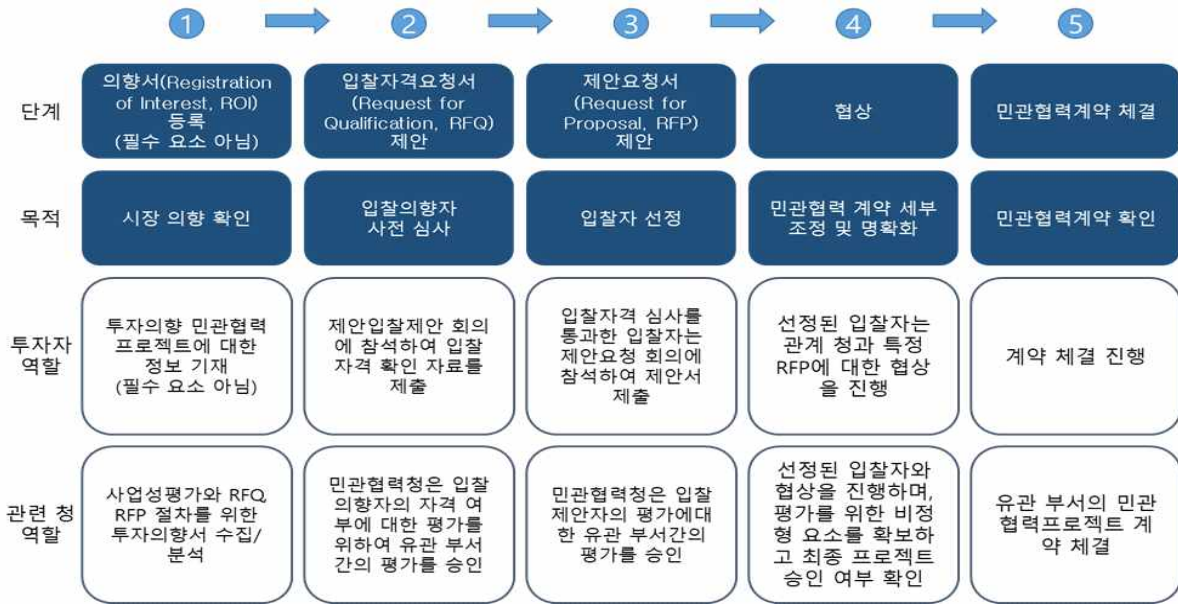 1 2 3 4 5
단계
의향서(Registration
of Interest, ROI)
등록
(필수 요소 아님)
입찰자격요청서
(Request for
Qualification, RFQ)
제안
제안요청서
(Request for
Proposal, RFP)
제안
협상
민관협력계약 체결
목적
시장 의향 확인
입찰의향자
사전 심사
입찰자 선정
민관협력 계약 세부
조정 및 명확화
민관협력계약 확인
투자자
역할
투자의향 민관협력
프로젝트에 대한
정보 기재
(필수 요소 아님)
제안입찰제안 회의
에 참석하여 입찰
자격 확인 자료를
제출
입찰자격 심사를
통과한 입찰자는
제안요청 회의에
참석하여 제안서
제출
선정된 입찰자는
관계 청과 특정
RFP에 대한 협상
을 진행
계약 체결 진행
관련 청
역할
사업성평가와 RFQ,
RFP 절차를 위한
투자의향서 수집/
분석
민관협력청은 입찰
의향자의 자격 여
부에 대한 평가를
위하여 유관 부서
간의 평가를 승인
민관협력청은 입찰
제안자의 평가에대
한 유관 부서간의
평가를 승인
선정된 입찰자와
협상을 진행하며,
평가를 위한 비정
형 요소를 확보하
고 최종 프로젝트
승인 여부 확인
유관 부서의 민관
협력프로젝트 계
약 체결